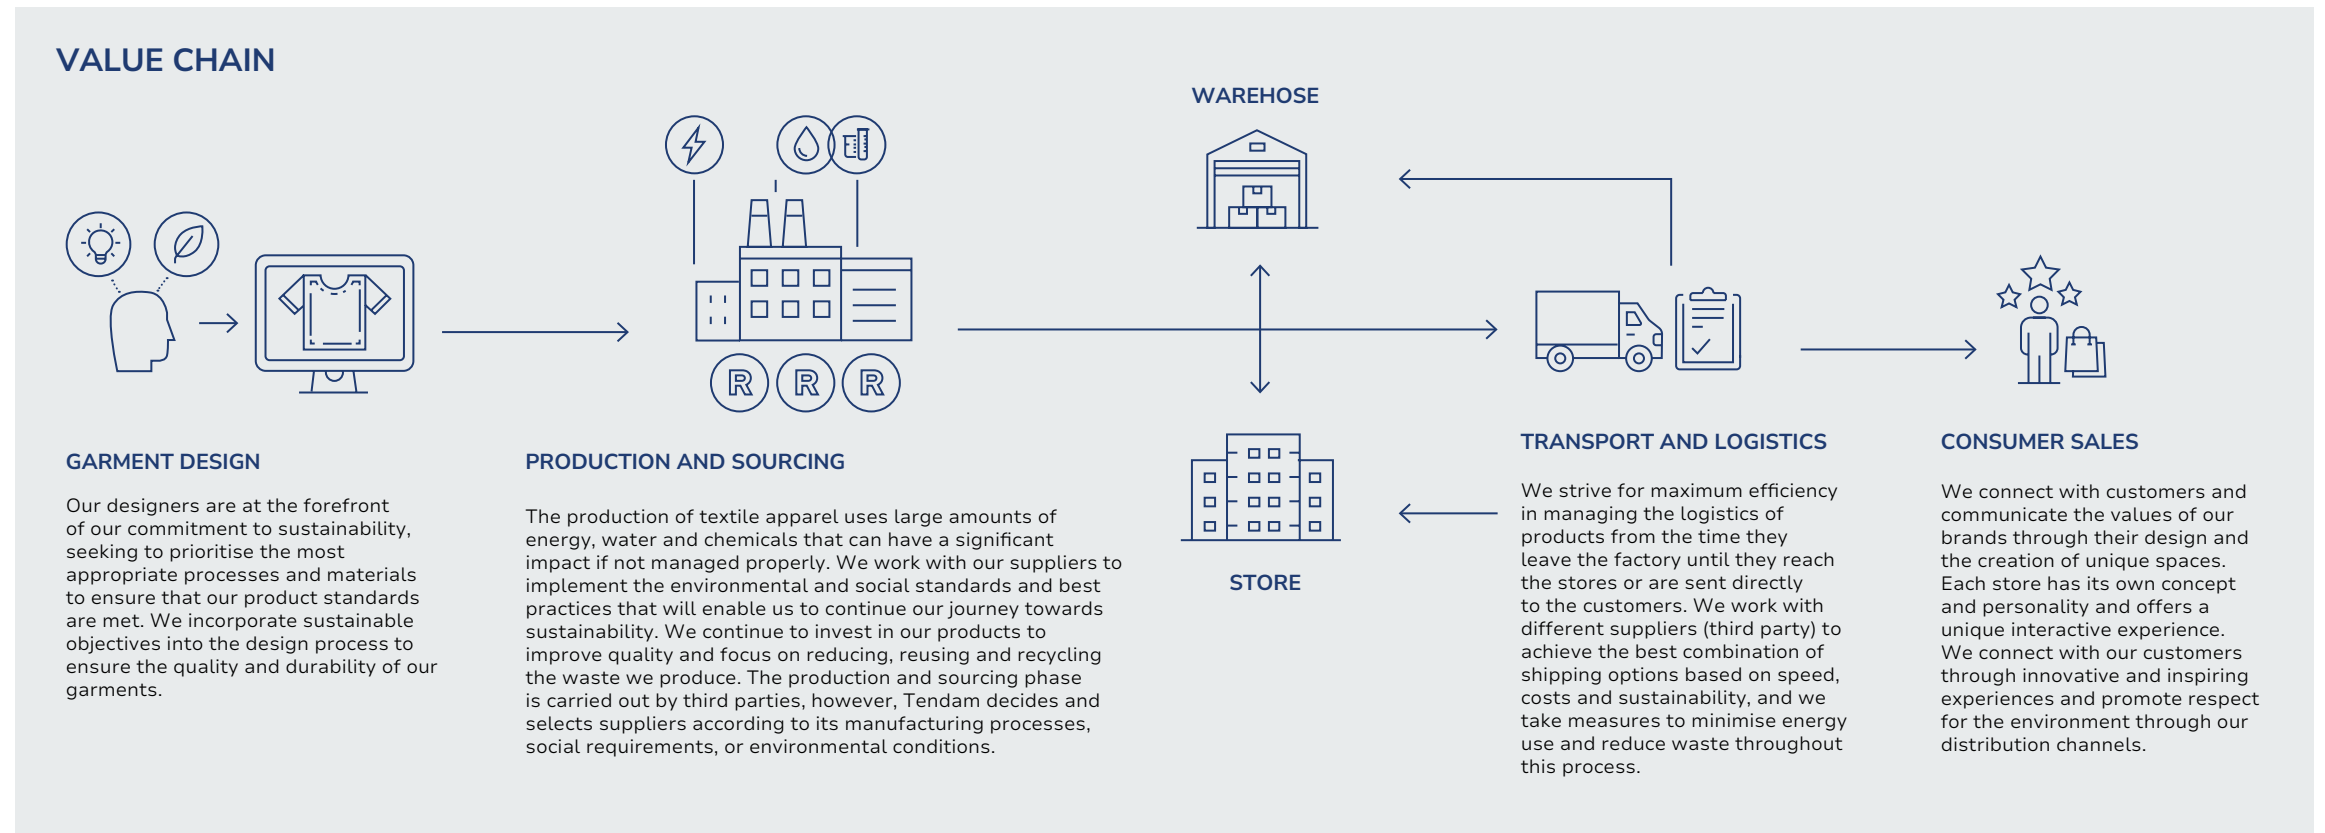 VALUE CHAIN
WAREHOSE
R R R
GARMENT DESIGN
Our designers are at the forefront
of our commitment to sustainability,
seeking to prioritise the most
appropriate processes and materials
to ensure that our product standards
are met. We incorporate sustainable
objectives into the design process to
ensure the quality and durability of our
garments.
PRODUCTION AND SOURCING
The production of textile apparel uses large amounts of
energy, water and chemicals that can have a significant
impact if not managed properly. We work with our suppliers to
implement the environmental and social standards and best
practices that will enable us to continue our journey towards
sustainability. We continue to invest in our products to
improve quality and focus on reducing, reusing and recycling
the waste we produce. The production and sourcing phase
is carried out by third parties, however, Tendam decides and
selects suppliers according to its manufacturing processes,
social requirements, or environmental conditions.
STORE
TRANSPORT AND LOGISTICS
We strive for maximum efficiency
in managing the logistics of
products from the time they
leave the factory until they reach
the stores or are sent directly
to the customers. We work with
different suppliers (third party) to
achieve the best combination of
shipping options based on speed,
costs and sustainability, and we
take measures to minimise energy
use and reduce waste throughout
this process.
CONSUMER SALES
We connect with customers and
communicate the values of our
brands through their design and
the creation of unique spaces.
Each store has its own concept
and personality and offers a
unique interactive experience.
We connect with our customers
through innovative and inspiring
experiences and promote respect
for the environment through our
distribution channels.